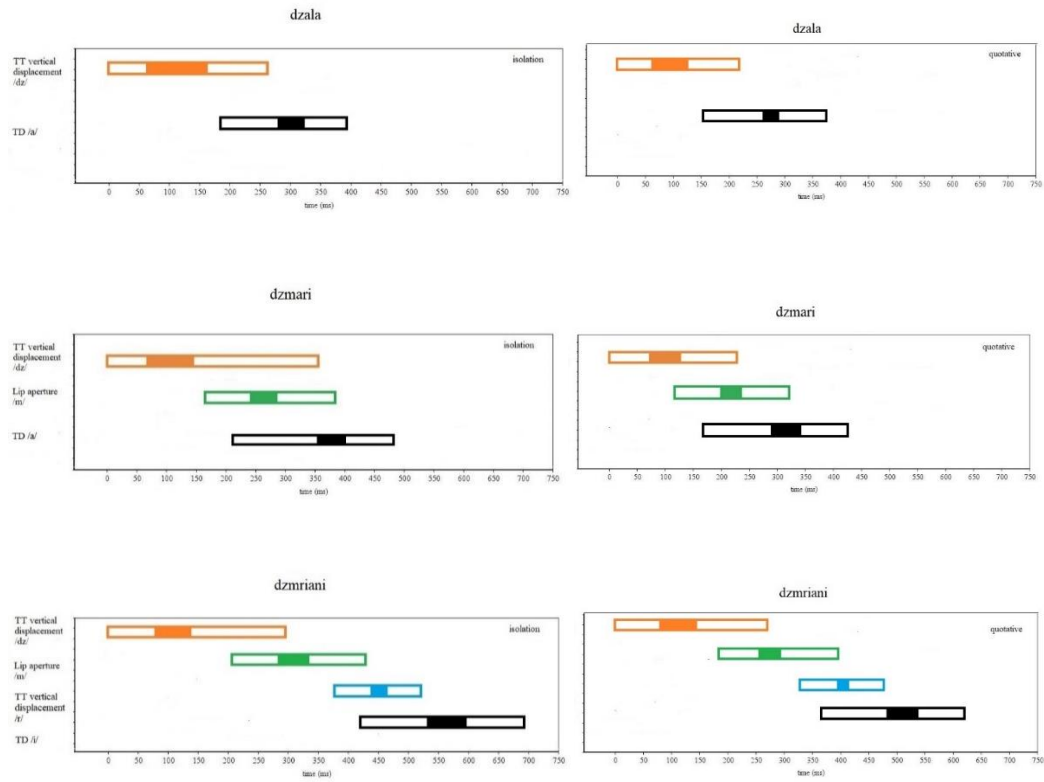 dzala
TT vertical
displacement
/dz/
TD /a/
isolation
0 50 100 150 200 250 300 350 400 450 500 550 600 650 700 750
time (ms)
dzala
quotative
0 50 100 150 200 250 300 350 400 450 500 550 600 650 700 750
time (ms)
dzmari
TT vertical
displacement
/dz/
Lip aperture
/m/
TD /a/
isolation
0 50 100 150 200 250 300 350 400 450 500 550 600 650 700 750
time (ms)
dzmari
quotative
0 50 100 150 200 250 300 350 400 450 500 550 600 650 700 750
time (ms)
dzmriani
TT vertical
displacement
/dz/
Lip aperture
/m/
TT vertical
displacement
/r/
TD /i/
isolation
0 50 100 150 200 250 300 350 400 450 500 550 600 650 700 750
time (ms)
dzmriani
quotative
0 50 100 150 200 250 300 350 400 450 500 550 600 650 700 750
time (ms)